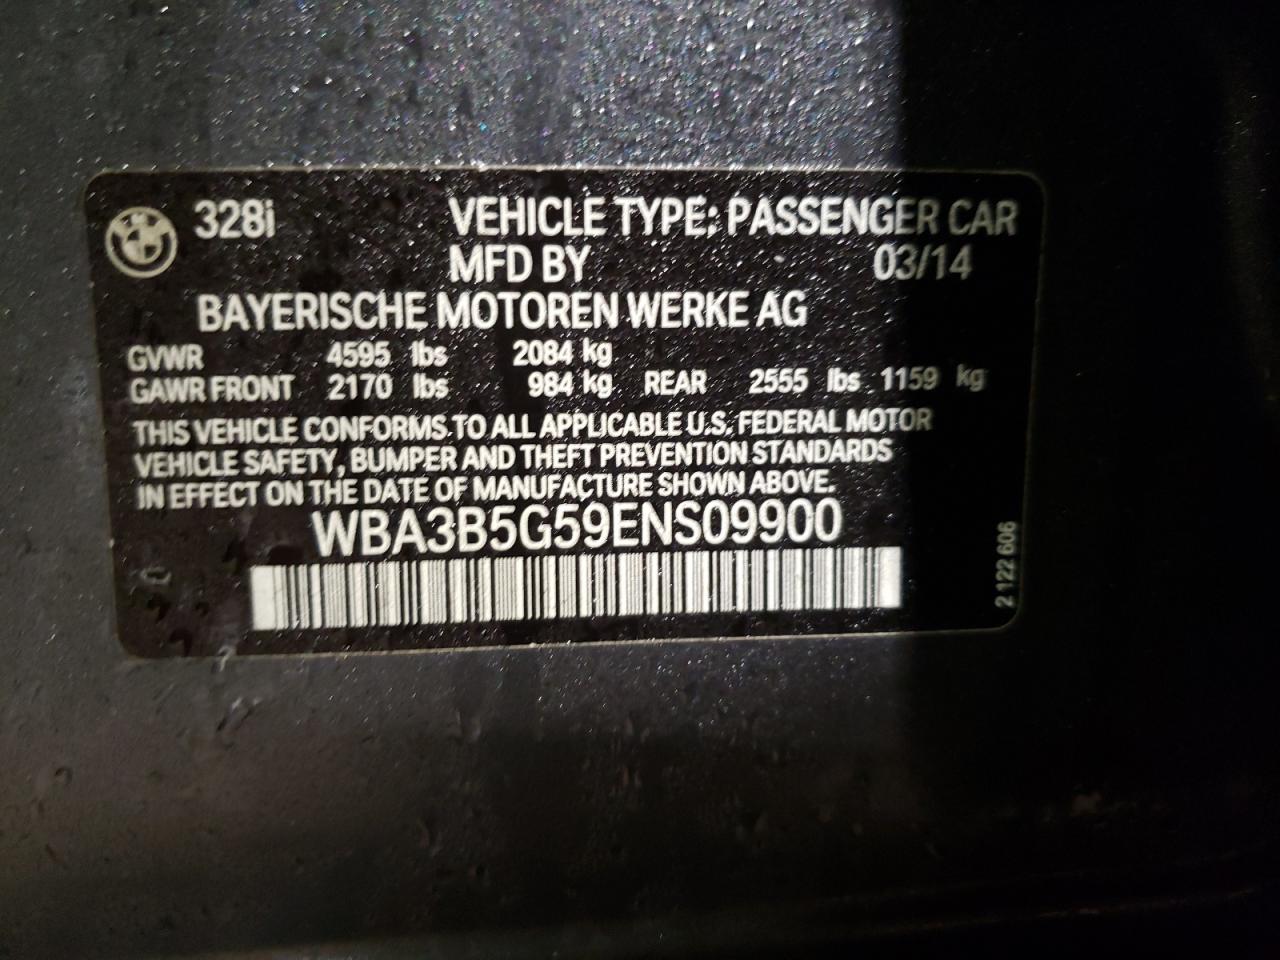 328i VEHICLE TYPE: PASSENGER CAR
MFD BY 03/14
BAYERISCHE MOTOREN WERKE AG
GVWR 4595 lbs 2084 kg
GAWR FRONT 2170 lbs 984 kg REAR 2555 lbs 1159 kg
THIS VEHICLE CONFORMS TO ALL APPLICABLE U.S. FEDERAL MOTOR
VEHICLE SAFETY, BUMPER AND THEFT PREVENTION STANDARDS
IN EFFECT ON THE DATE OF MANUFACTURE SHOWN ABOVE.
WBA3B5G59ENS09900
2 122 606